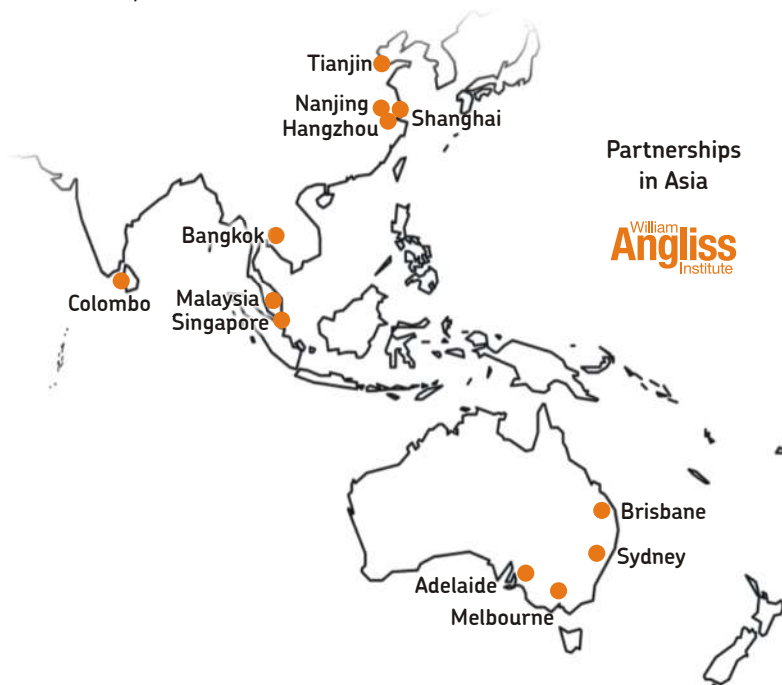 Tianjin
Nanjing
Hangzhou
Shanghai
Partnerships
in Asia
William
Angliss
Institute
Bangkok
Colombo
Malaysia
Singapore
Brisbane
Sydney
Adelaide
Melbourne